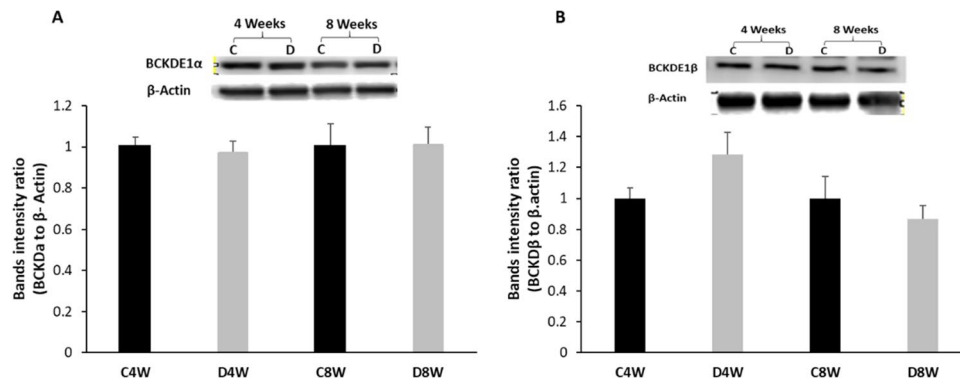 A
4 Weeks 8 Weeks
C D C D
BCKDE1α
β-Actin
Bands intensity ratio
(BCKDa to β- Actin)
1.2
1
0.8
0.6
0.4
0.2
0
C4W D4W C8W D8W
B
4 Weeks 8 Weeks
C D C D
BCKDE1β
β-Actin
Bands intensity ratio
(BCKDβ to β.actin)
1.6
1.4
1.2
1
0.8
0.6
0.4
0.2
0
C4W D4W C8W D8W